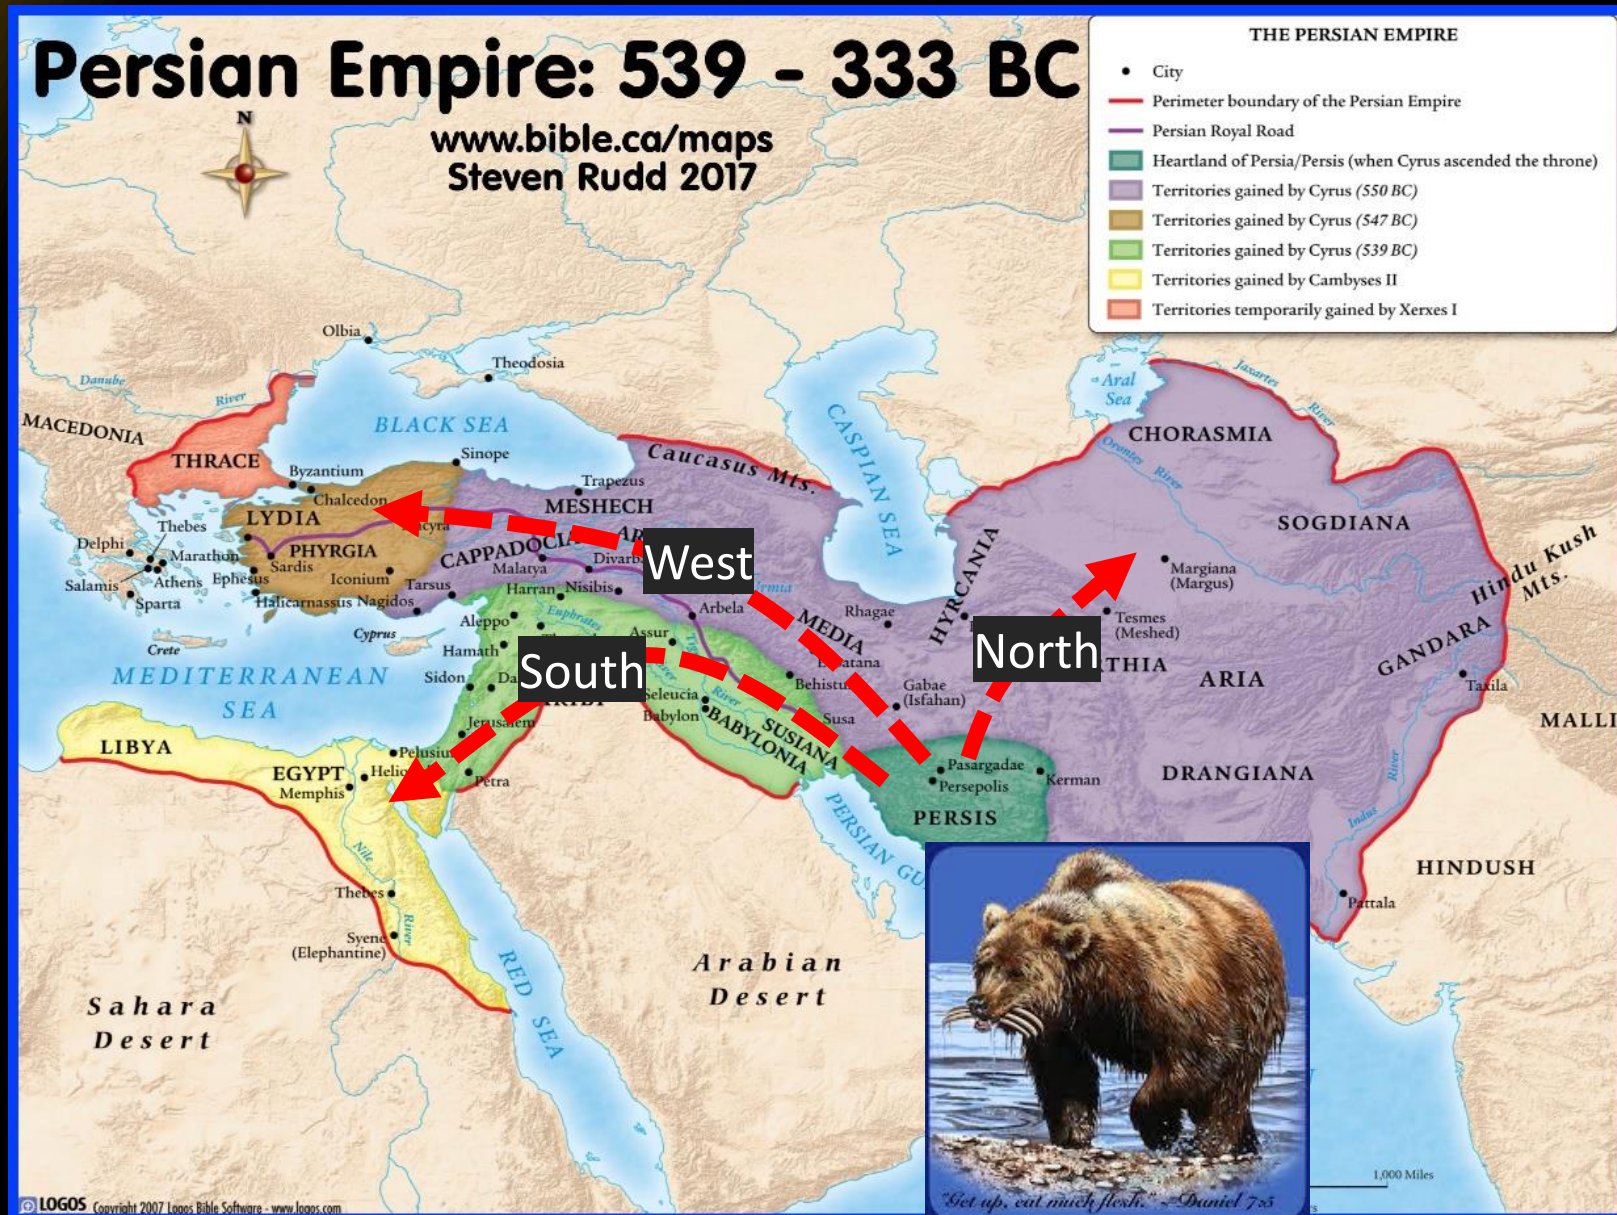 Persian Empire: 539 - 333 BC
www.bible.ca/maps
Steven Rudd 2017
N
THE PERSIAN EMPIRE
City
Perimeter boundary of the Persian Empire
Persian Royal Road
Heartland of Persia/Persis (when Cyrus ascended the throne)
Territories gained by Cyrus (550 BC)
Territories gained by Cyrus (547 BC)
Territories gained by Cyrus (539 BC)
Territories gained by Cambyses II
Territories temporarily gained by Xerxes I
Olbia
Theodosia
Danube
River
MACEDONIA
BLACK SEA
THRACE
Byzantium
Chalcedon
Sinope
Trapezus
Caucasus Mts.
CASPIAN SEA
Aral
Sea
Jaxartes
River
CHORASMIA
Orontes River
SOGDIANA
Hindu Kush
Mts.
LYDIA
MESHECH
Thebes
Delphi
Marathon
PHRYGIA
Sardis
CAPPADOCIA
Malatya
West
Salamis
Athens
Ephesus
Iconium
Tarsus
Sparta
Halicarnassus
Nagidos
Harran
Nisibis
Urmia
Arbela
MEDIA
Rhagae
HYRCANIA
Margiana
(Margus)
Tesmes
(Meshed)
North
ARIA
GANDARA
Taxila
MALLI
Crete
Cyprus
Aleppo
Euphrates
Assur
Hamath
South
MEDITERRANEAN
SEA
Sidon
Seleucia
River
Babylon
BABYLONIA
SUSIANA
Susa
Gabae
(Isfahan)
Jerusalem
LIBYA
Pelusiu
EGYPT
Memphis
Petra
Pasargadae
Persepolis
Kerman
PERSIS
DRANGIANA
River
Indus
HINDUSH
PERSIAN GU
Nile
River
Thebes
Syene
(Elephantine)
Pattala
RED SEA
Arabian
Desert
Sahara
Desert
1,000 Miles
"Get up, eat much flesh." ~Daniel 7:5
LOGOS Copyright 2007 Logos Bible Software - www.logos.com